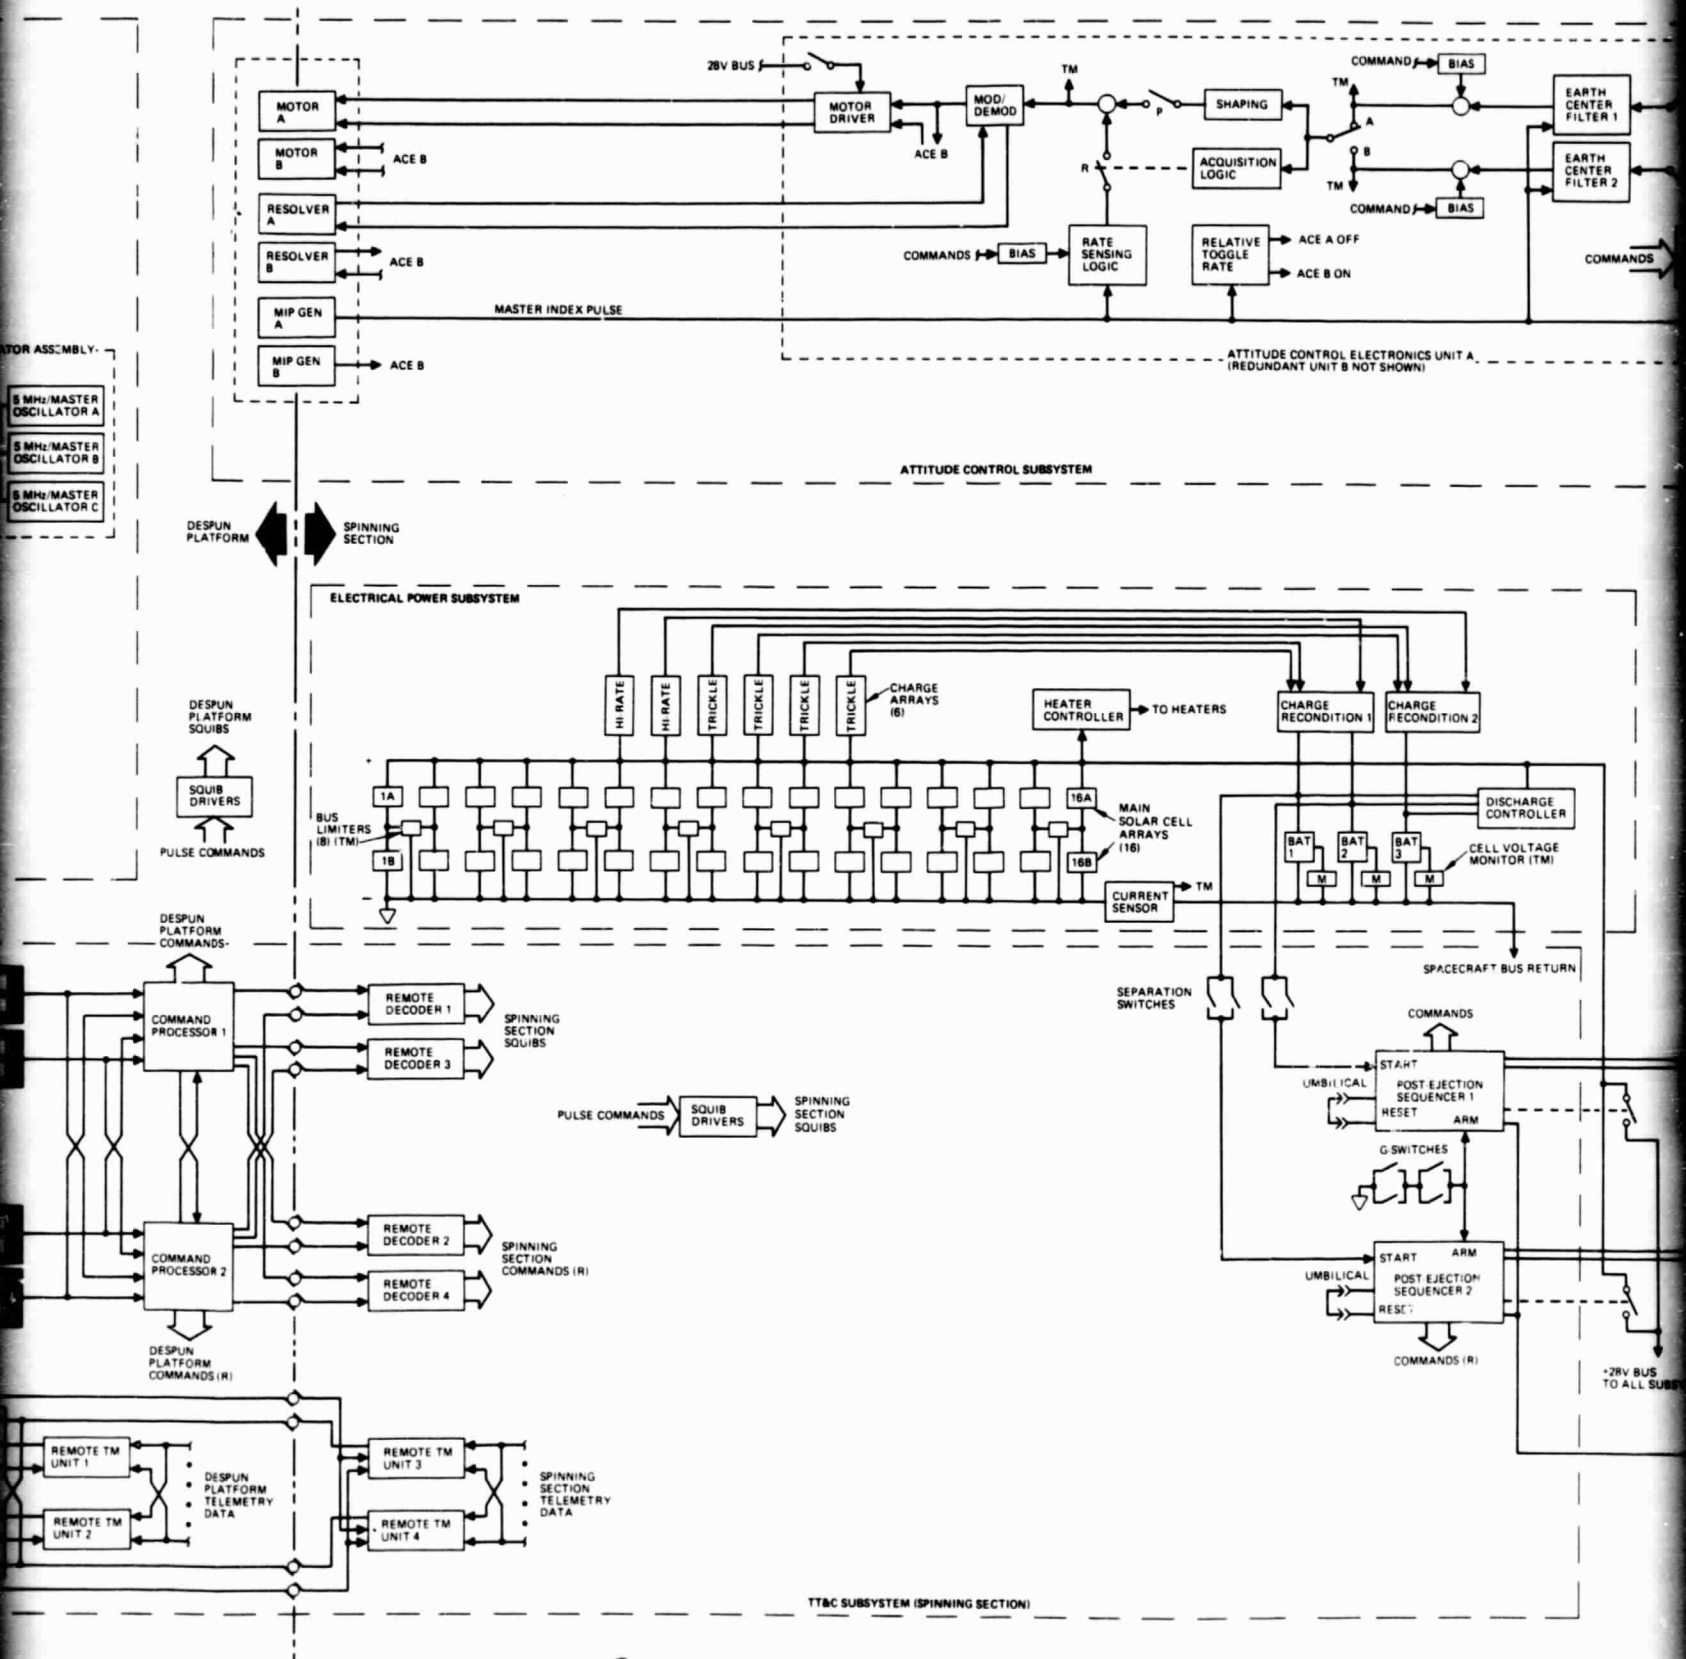 28V BUS
MOTOR
A
MOTOR
B
ACE B
RESOLVER
A
RESOLVER
B
ACE B
MIP GEN
A
MASTER INDEX PULSE
MIP GEN
B
ACE B
MOTOR
DRIVER
ACE B
MOD/
DEMOD
TM
P
R
SHAPING
ACQUISITION
LOGIC
COMMAND
BIAS
TM
A
B
TM
COMMAND
BIAS
EARTH
CENTER
FILTER 1
EARTH
CENTER
FILTER 2
COMMANDS
BIAS
RATE
SENSING
LOGIC
RELATIVE
TOGGLE
RATE
ACE A OFF
ACE B ON
COMMANDS
ATTITUDE CONTROL ELECTRONICS UNIT A
(REDUNDANT UNIT B NOT SHOWN)
ATTITUDE CONTROL SUBSYSTEM
ASSEMBLY
5 MHz/MASTER
OSCILLATOR A
5 MHz/MASTER
OSCILLATOR B
5 MHz/MASTER
OSCILLATOR C
DESPUN
PLATFORM
SPINNING
SECTION
ELECTRICAL POWER SUBSYSTEM
HI-RATE
HI-RATE
TRICKLE
TRICKLE
TRICKLE
TRICKLE
CHARGE
ARRAYS
(6)
HEATER
CONTROLLER
TO HEATERS
CHARGE
RECONDITION 1
CHARGE
RECONDITION 2
DESPUN
PLATFORM
SQUIBS
SQUIB
DRIVERS
PULSE COMMANDS
+
1A
BUS
LIMITERS
(8) (TM)
1B
–
16A
MAIN
SOLAR CELL
ARRAYS
(16)
16B
CURRENT
SENSOR
TM
DISCHARGE
CONTROLLER
BAT
1
BAT
2
BAT
3
M
M
M
CELL VOLTAGE
MONITOR (TM)
SPACECRAFT BUS RETURN
SEPARATION
SWITCHES
DESPUN
PLATFORM
COMMANDS
COMMAND
PROCESSOR 1
REMOTE
DECODER 1
REMOTE
DECODER 3
SPINNING
SECTION
SQUIBS
PULSE COMMANDS
SQUIB
DRIVERS
SPINNING
SECTION
SQUIBS
COMMANDS
START
UMBILICAL
POST EJECTION
SEQUENCER 1
RESET
ARM
G-SWITCHES
COMMAND
PROCESSOR 2
REMOTE
DECODER 2
REMOTE
DECODER 4
SPINNING
SECTION
COMMANDS (R)
START
ARM
UMBILICAL
POST EJECTION
SEQUENCER 2
RESET
COMMANDS (R)
+28V BUS
TO ALL
DESPUN
PLATFORM
COMMANDS (R)
REMOTE TM
UNIT 1
REMOTE TM
UNIT 2
DESPUN
PLATFORM
TELEMETRY
DATA
REMOTE TM
UNIT 3
REMOTE TM
UNIT 4
SPINNING
SECTION
TELEMETRY
DATA
TT&C SUBSYSTEM (SPINNING SECTION)